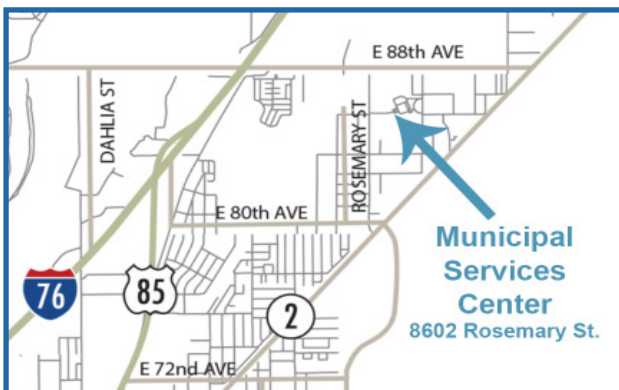 E 88th AVE
DAHLIA ST
ROSEMARY ST
E 80th AVE
Municipal
Services
Center
8602 Rosemary St.
76
85
2
E 72nd AVE